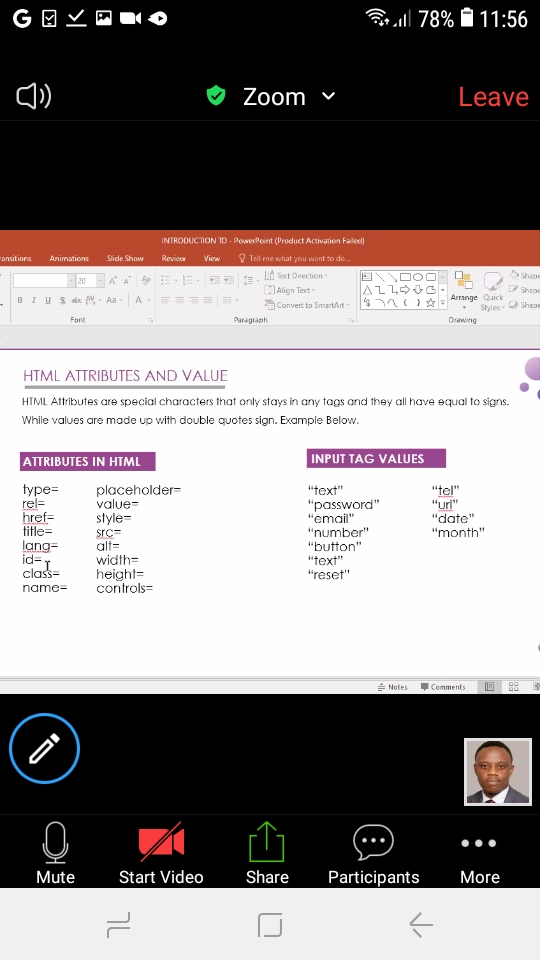 78% 11:56
Zoom
Leave
INTRODUCTION TO - PowerPoint (Product Activation Failed)
ansitions Animations Slide Show Review View Tell me what you want to do...
20 A A Aa
B I U S abc AV Aa A
Text Direction
Align Text
Convert to SmartArt
Arrange Quick Styles
Shape
Shape
Shape
Font Paragraph Drawing
HTML ATTRIBUTES AND VALUE
HTML Attributes are special characters that only stays in any tags and they all have equal to signs.
While values are made up with double quotes sign. Example Below.
ATTRIBUTES IN HTML
type=
rel=
href=
title=
lang=
id=
class=
name=
placeholder=
value=
style=
src=
alt=
width=
height=
controls=
INPUT TAG VALUES
“text”
“password”
“email”
“number”
“button”
“text”
“reset”
“tel”
“url”
“date”
“month”
Notes Comments
Mute Start Video Share Participants More